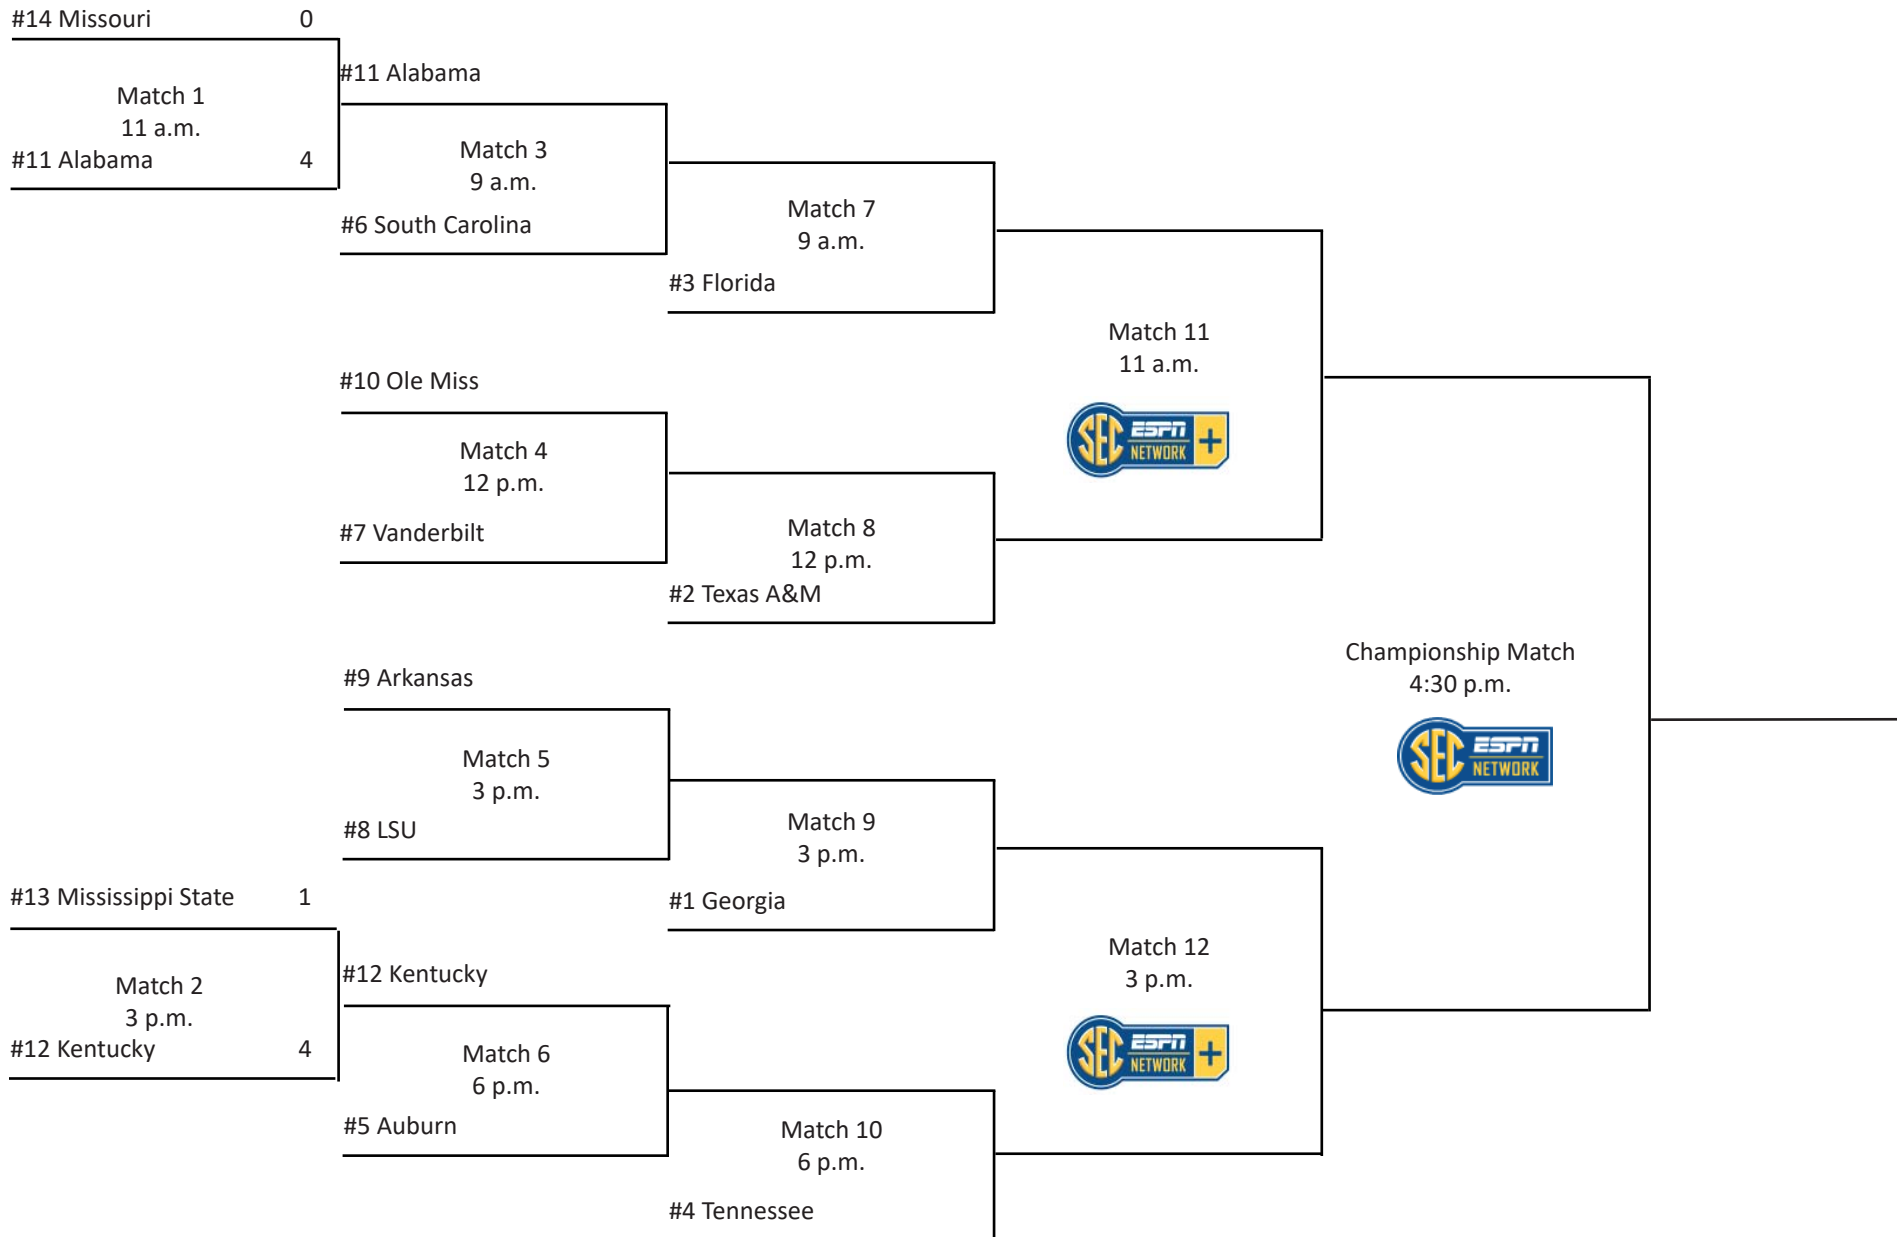 #14 Missouri 0
Match 1
11 a.m.
#11 Alabama 4
#11 Alabama
Match 3
9 a.m.
#6 South Carolina
Match 7
9 a.m.
#3 Florida
#10 Ole Miss
Match 4
12 p.m.
#7 Vanderbilt
Match 8
12 p.m.
#2 Texas A&M
Match 11
11 a.m.
SEC ESPN
NETWORK +
#9 Arkansas
Match 5
3 p.m.
#8 LSU
Match 9
3 p.m.
#1 Georgia
#13 Mississippi State 1
Match 2
3 p.m.
#12 Kentucky 4
#12 Kentucky
Match 6
6 p.m.
#5 Auburn
Match 10
6 p.m.
#4 Tennessee
Match 12
3 p.m.
SEC ESPN
NETWORK +
Championship Match
4:30 p.m.
SEC ESPN
NETWORK